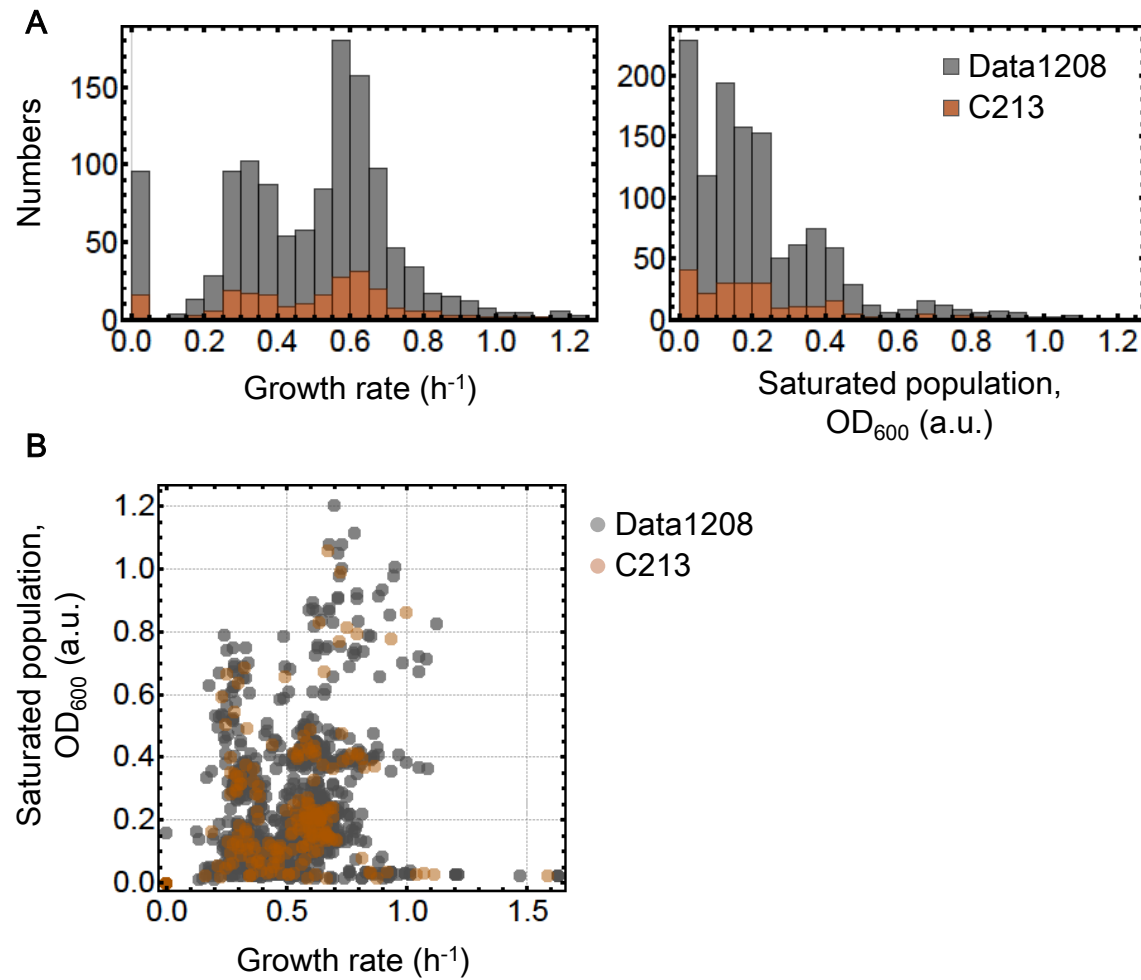 A
Numbers
150
100
50
0
0.0 0.2 0.4 0.6 0.8 1.0 1.2
Growth rate (h-1)
200
150
100
50
0
0.0 0.2 0.4 0.6 0.8 1.0 1.2
Saturated population,
OD600 (a.u.)
Data1208
C213
B
Saturated population,
OD600 (a.u.)
1.2
1.0
0.8
0.6
0.4
0.2
0.0
0.0 0.5 1.0 1.5
Growth rate (h-1)
Data1208
C213